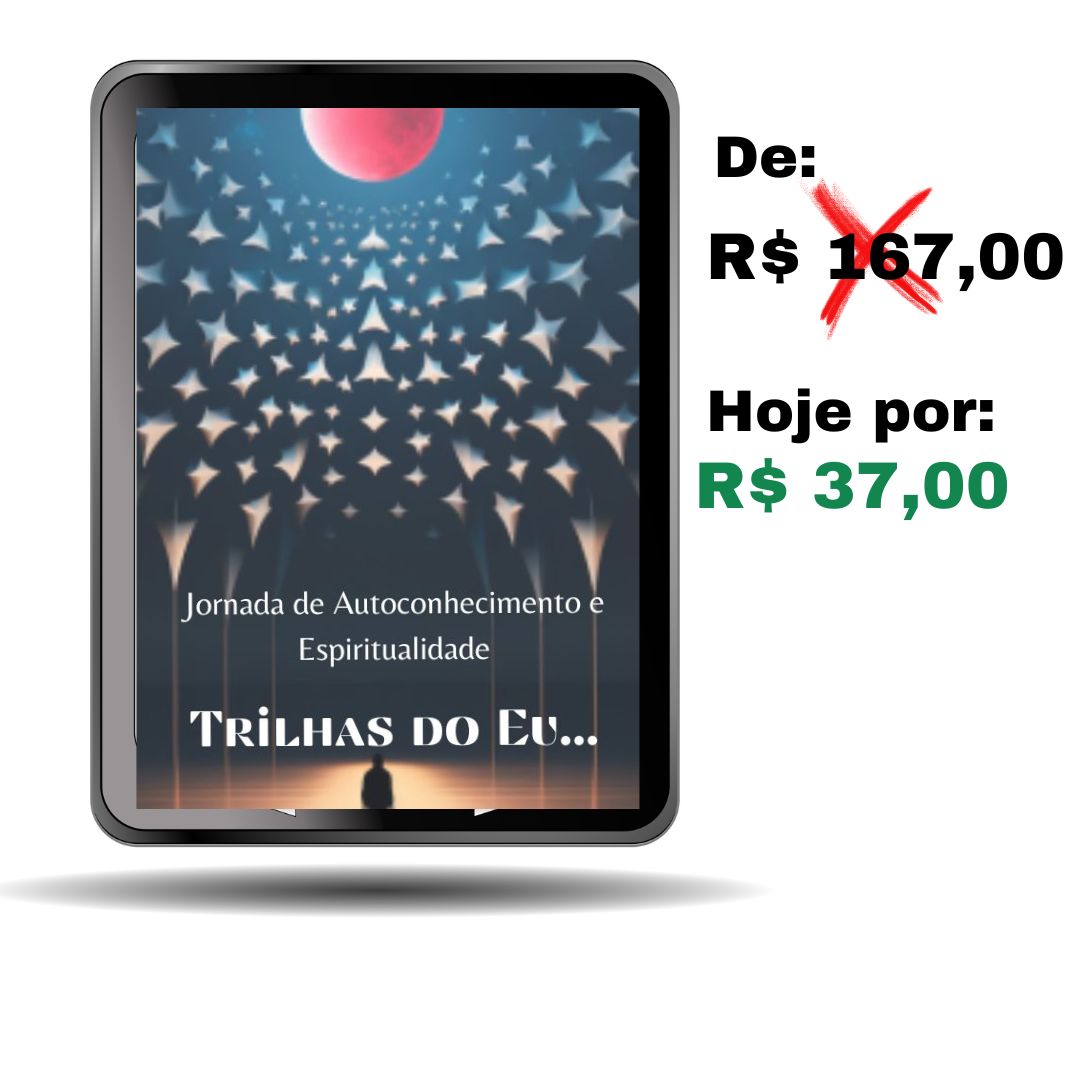 De:
R$ 167,00
Hoje por:
R$ 37,00
Jornada de Autoconhecimento e
Espiritualidade
Trilhas do Eu...